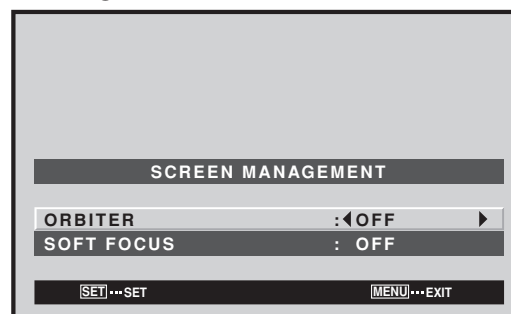 SCREEN MANAGEMENT
ORBITER :◀OFF ▶
SOFT FOCUS : OFF
SET···SET MENU···EXIT